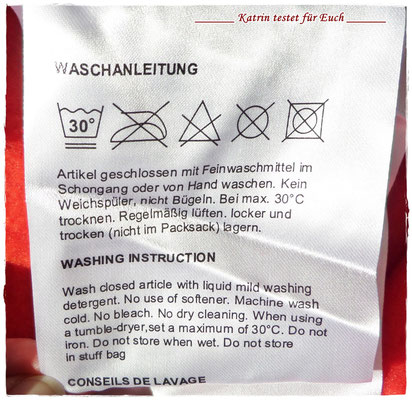 Katrin testet für Euch
WASCHANLEITUNG
30°
Artikel geschlossen mit Feinwaschmittel im
Schongang oder von Hand waschen. Kein
Weichspüler, nicht Bügeln. Bei max. 30°C
trocknen. Regelmäßig lüften. locker und
trocken (nicht im Packsack) lagern.
WASHING INSTRUCTION
Wash closed article with liquid mild washing
detergent. No use of softener. Machine wash
cold. No bleach. No dry cleaning. When using
a tumble-dryer,set a maximum of 30°C. Do not
iron. Do not store when wet. Do not store
in stuff bag
CONSEILS DE LAVAGE